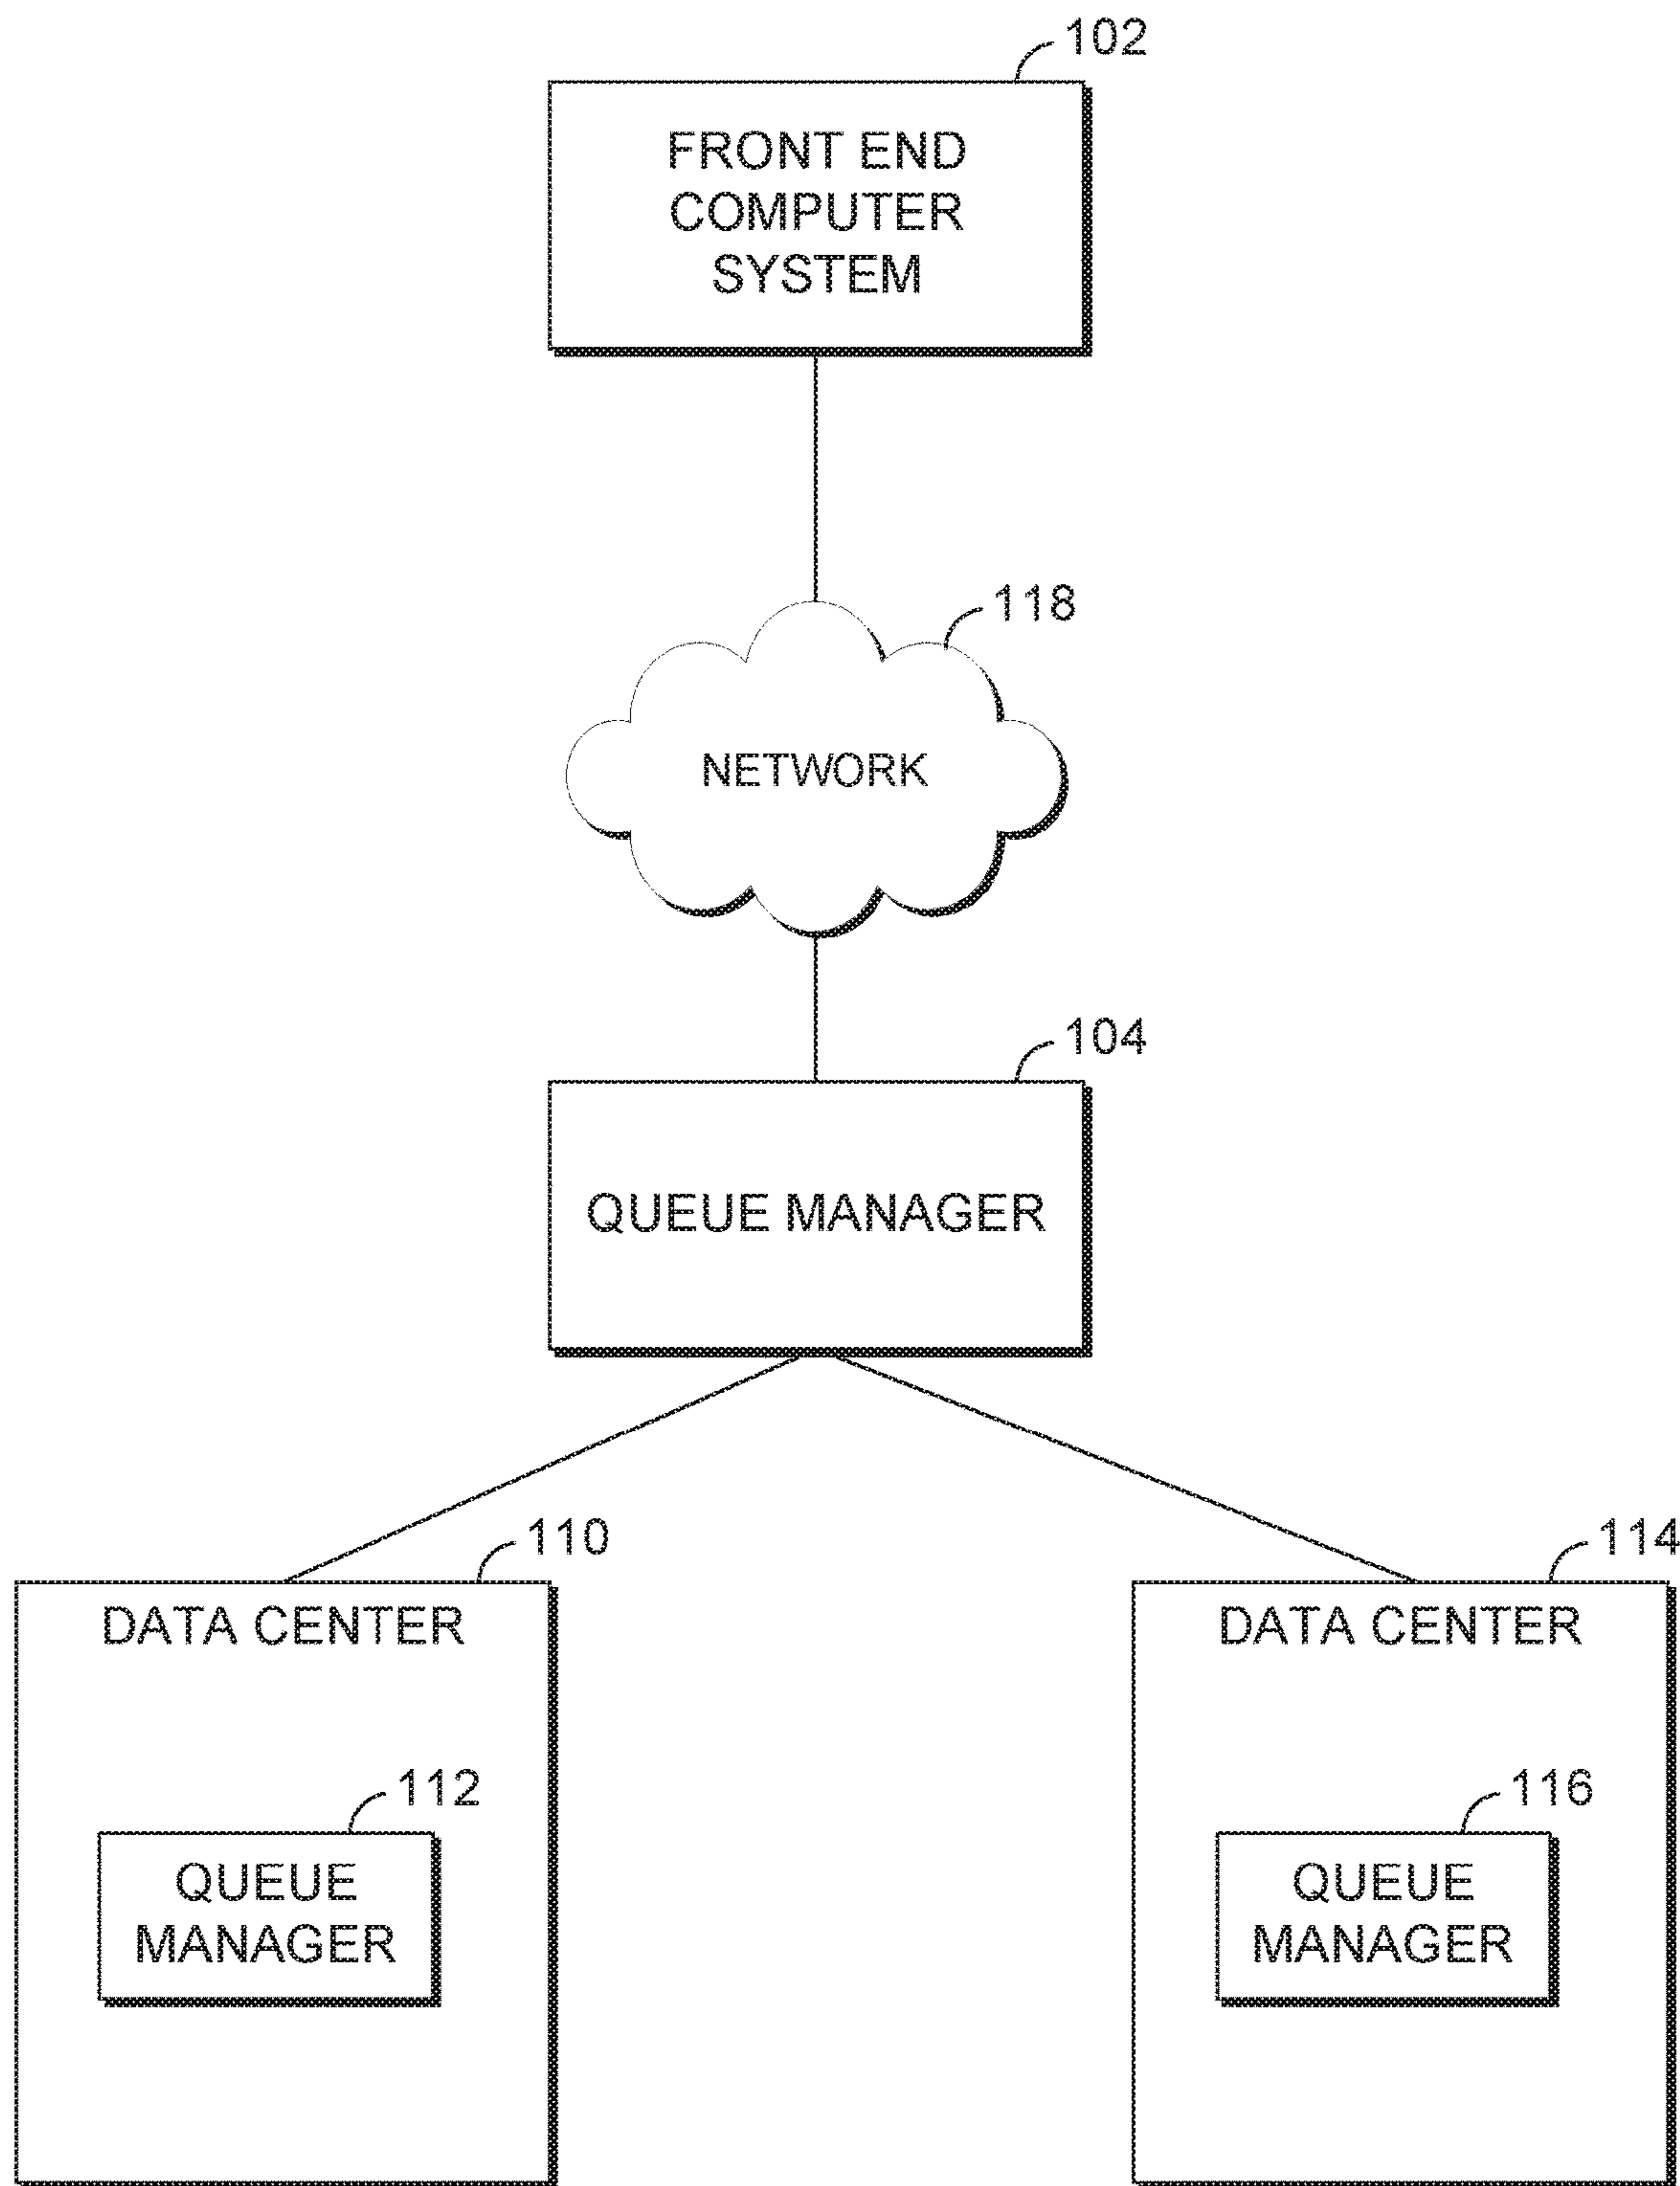 102
FRONT END
COMPUTER
SYSTEM
118
NETWORK
104
QUEUE MANAGER
110
DATA CENTER
112
QUEUE
MANAGER
114
DATA CENTER
116
QUEUE
MANAGER